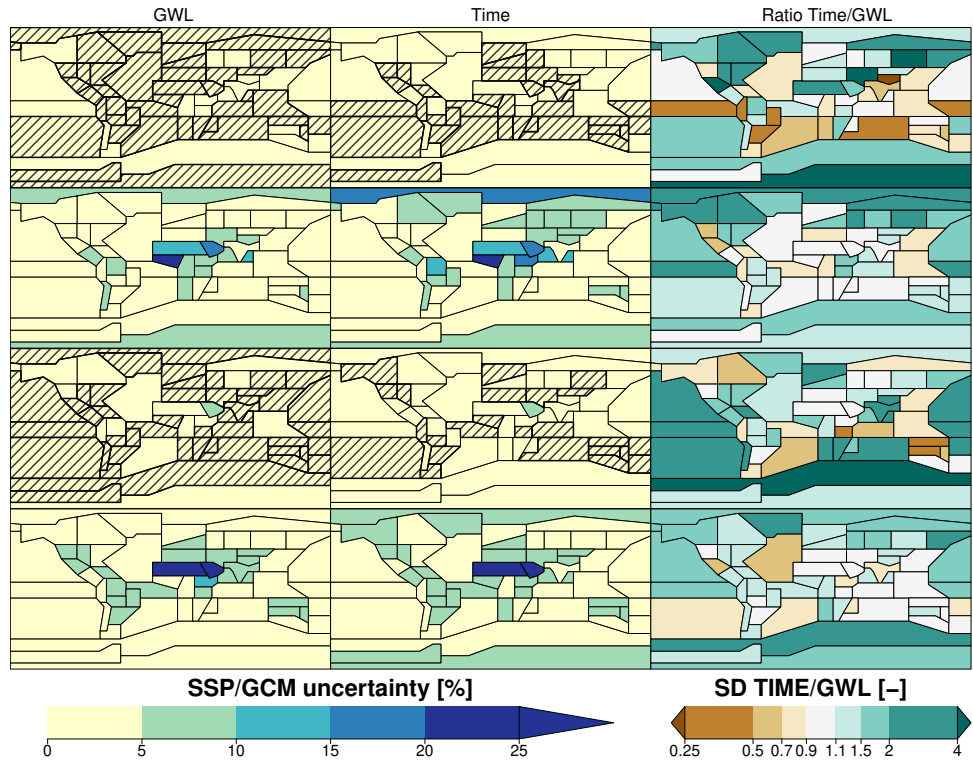 GWL Time Ratio Time/GWL
SSP/GCM uncertainty [%] SD TIME/GWL [−]
0 5 10 15 20 25 0.25 0.5 0.7 0.9 1.1 1.5 2 4